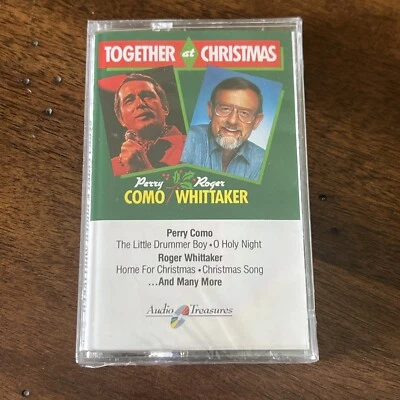 TOGETHER at CHRISTMAS
Perry Roger
COMO WHITTAKER
Perry Como
The Little Drummer Boy • O Holy Night
Roger Whittaker
Home For Christmas • Christmas Song
...And Many More
Audio Treasures